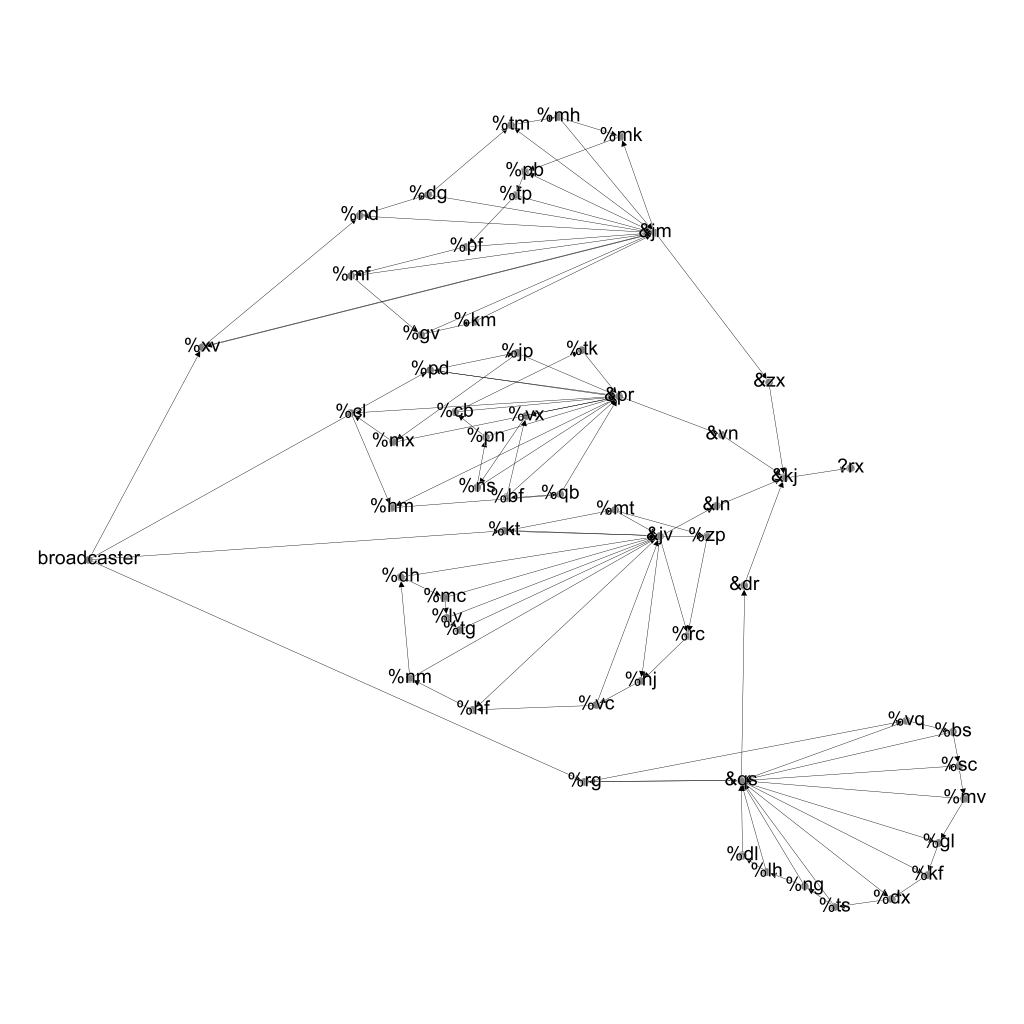 %mh
%tm
%mk
%pb
%dg
%tp
%nd
&jm
%pf
%mf
%km
%gv
%xv
%tk
%jp
%pd
&zx
&pr
%cl
%cb
%vx
&vn
%pn
%mx
?rx
&kj
%ns
%qb
%bf
&ln
%hm
%mt
%kt
&jv
%zp
broadcaster
%dh
&dr
%mc
%lv
%tg
%rc
%nm
%hj
%vc
%hf
%vq
%bs
%sc
%rg
&qs
%mv
%gl
%dl
%lh
%kf
%ng
%dx
%ts